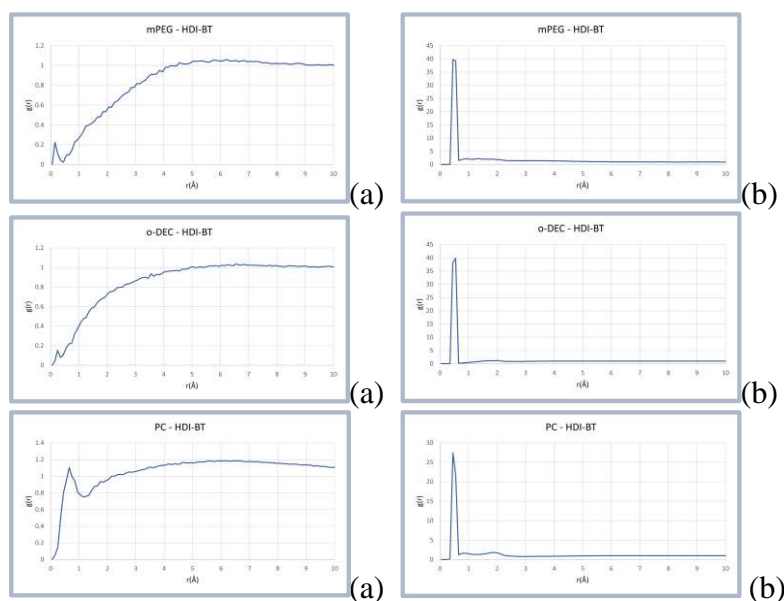 mPEG - HDI-BT
1.2
1
0.8
0.6
0.4
0.2
0
g(r)
0 1 2 3 4 5 6 7 8 9 10
r(Å)
(a)
mPEG - HDI-BT
45
40
35
30
25
20
15
10
5
0
g(r)
0 1 2 3 4 5 6 7 8 9 10
r(Å)
(b)
o-DEC - HDI-BT
1.2
1
0.8
0.6
0.4
0.2
0
g(r)
0 1 2 3 4 5 6 7 8 9 10
r(Å)
(a)
o-DEC - HDI-BT
45
40
35
30
25
20
15
10
5
0
g(r)
0 1 2 3 4 5 6 7 8 9 10
r(Å)
(b)
PC - HDI-BT
1.4
1.2
1
0.8
0.6
0.4
0.2
0
g(r)
0 1 2 3 4 5 6 7 8 9 10
r(Å)
(a)
PC - HDI-BT
30
25
20
15
10
5
0
g(r)
0 1 2 3 4 5 6 7 8 9 10
r(Å)
(b)